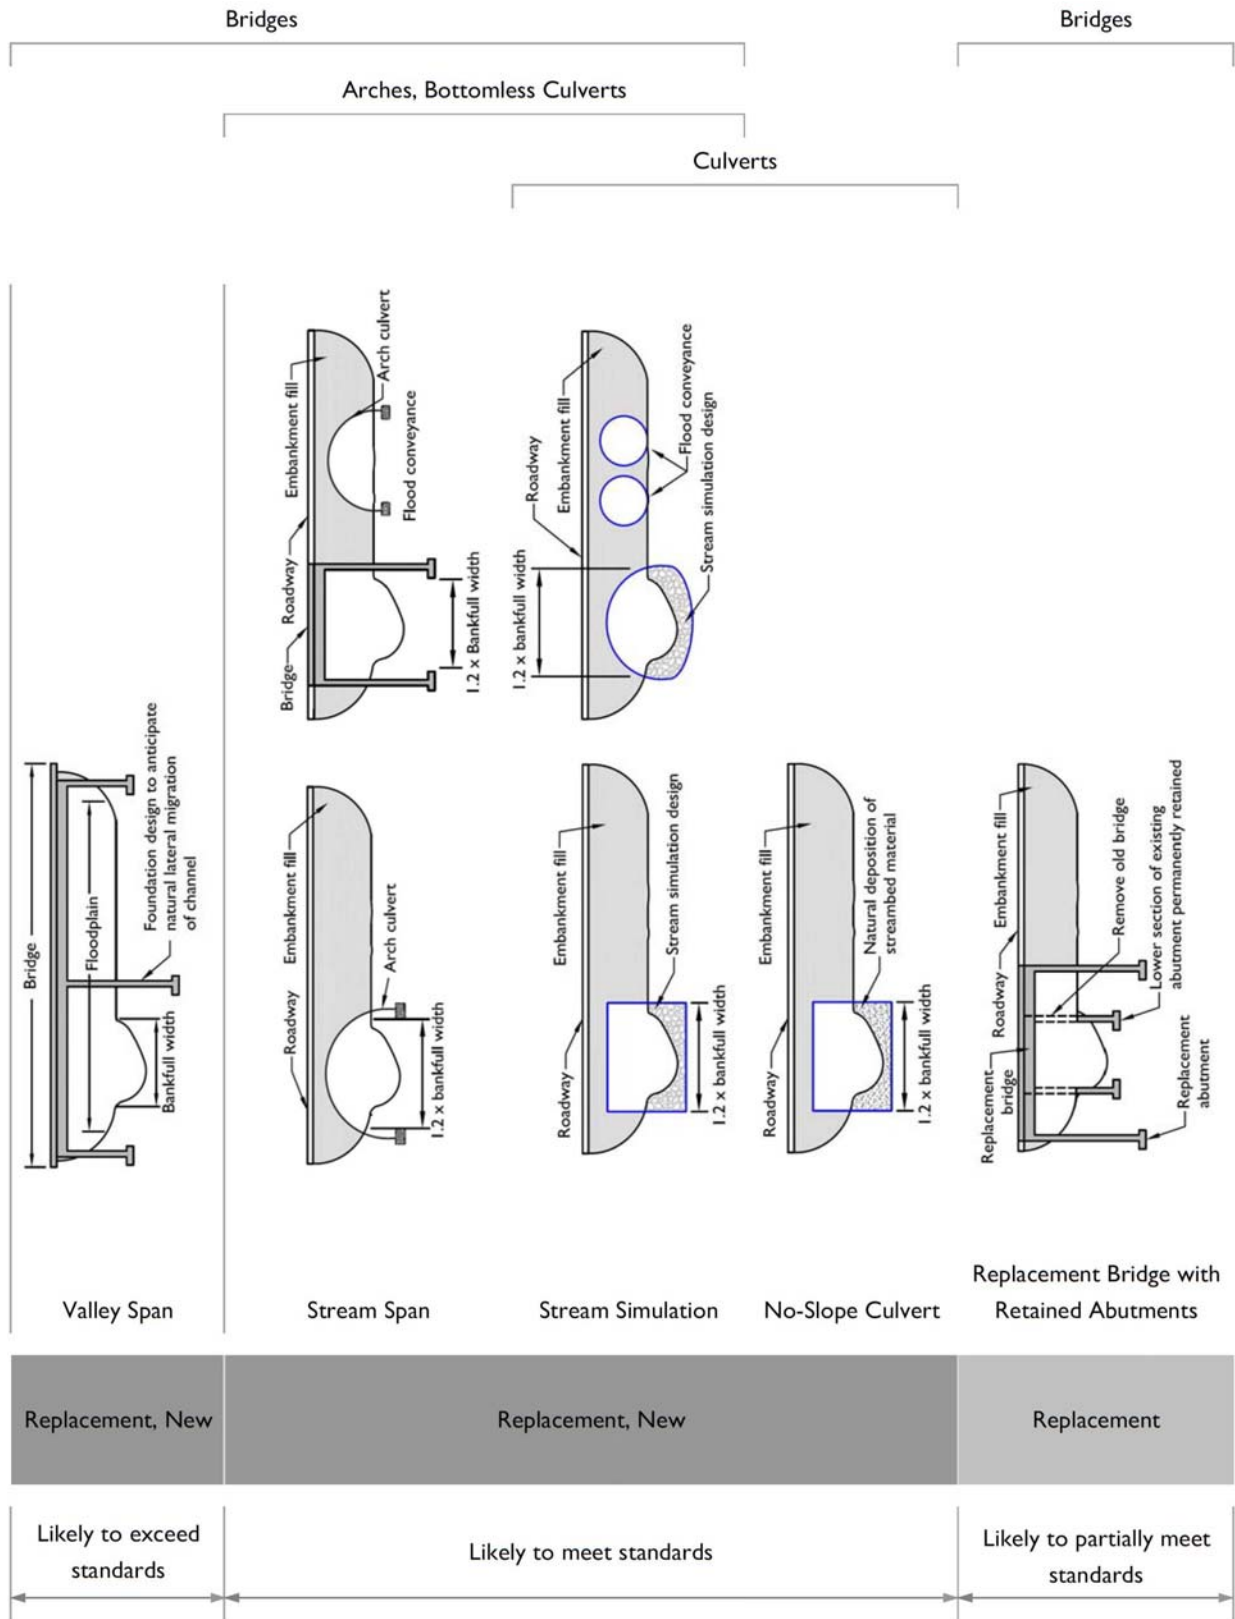 Bridges
Bridges
Arches, Bottomless Culverts
Culverts
Bridge
Floodplain
Foundation design to anticipate
natural lateral migration
of channel
Bankfull width
Bridge
Roadway
Embankment fill
Arch culvert
Flood conveyance
1.2 x Bankfull width
Roadway
Embankment fill
Arch culvert
1.2 x bankfull width
1.2 x bankfull width
Roadway
Embankment fill
Flood conveyance
Stream simulation design
Roadway
Embankment fill
Stream simulation design
1.2 x bankfull width
Roadway
Embankment fill
Natural deposition of
streambed material
1.2 x bankfull width
Replacement
bridge
Roadway
Embankment fill
Remove old bridge
Lower section of existing
abutment permanently retained
Replacement
abutment
Valley Span
Stream Span
Stream Simulation
No-Slope Culvert
Replacement Bridge with
Retained Abutments
Replacement, New
Replacement, New
Replacement
Likely to exceed
standards
Likely to meet standards
Likely to partially meet
standards